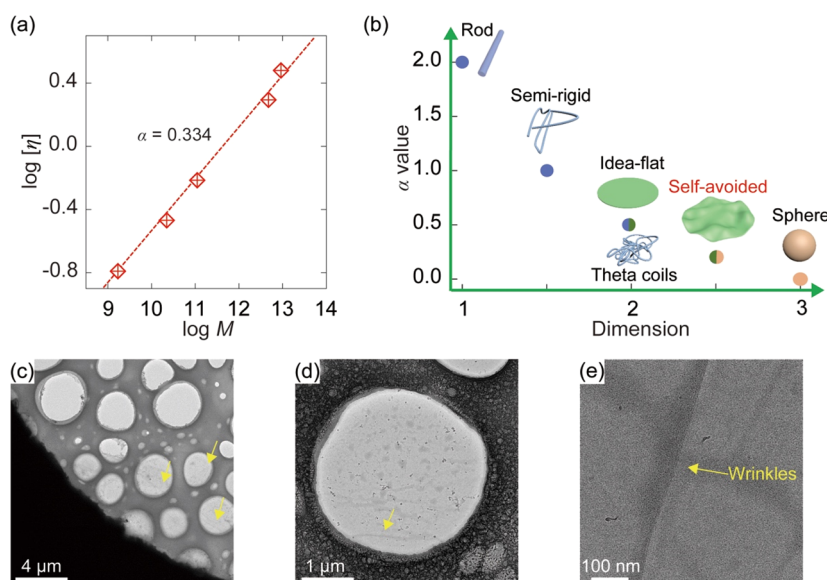 (a)
log [η]
0.4
0.0
-0.4
-0.8
α = 0.334
9 10 11 12 13 14
log M
(b)
α value
2.0
1.5
1.0
0.5
0.0
Rod
Semi-rigid
Idea-flat
Self-avoided
Sphere
Theta coils
1 2 3
Dimension
(c)
4 μm
(d)
1 μm
(e)
Wrinkles
100 nm